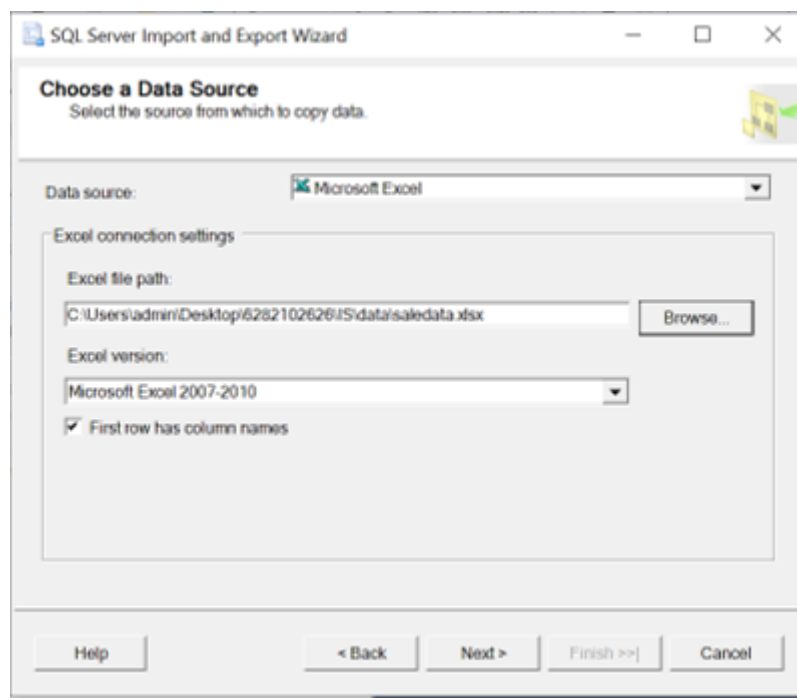 SQL Server Import and Export Wizard
Choose a Data Source
Select the source from which to copy data.
Data source:
Microsoft Excel
Excel connection settings
Excel file path:
C:\Users\admin\Desktop\6282102626\IS\data\saledata.xlsx
Browse...
Excel version:
Microsoft Excel 2007-2010
First row has column names
Help
< Back
Next >
Finish >>|
Cancel